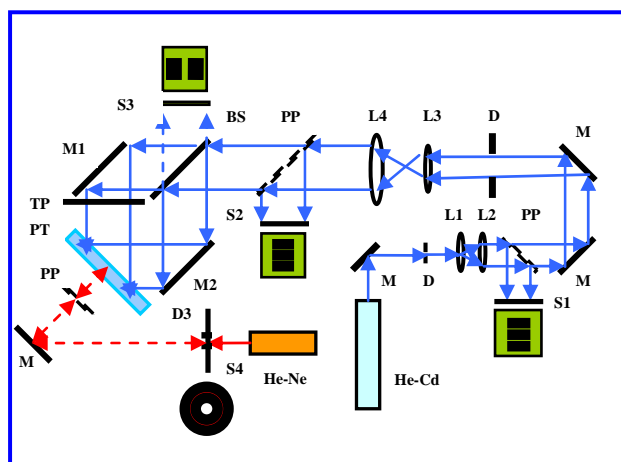 S3
BS
PP
L4
L3
D
M
M1
TP
PT
S2
L1
L2
PP
PP
M2
M
D
M
S1
D3
M
S4
He-Ne
He-Cd